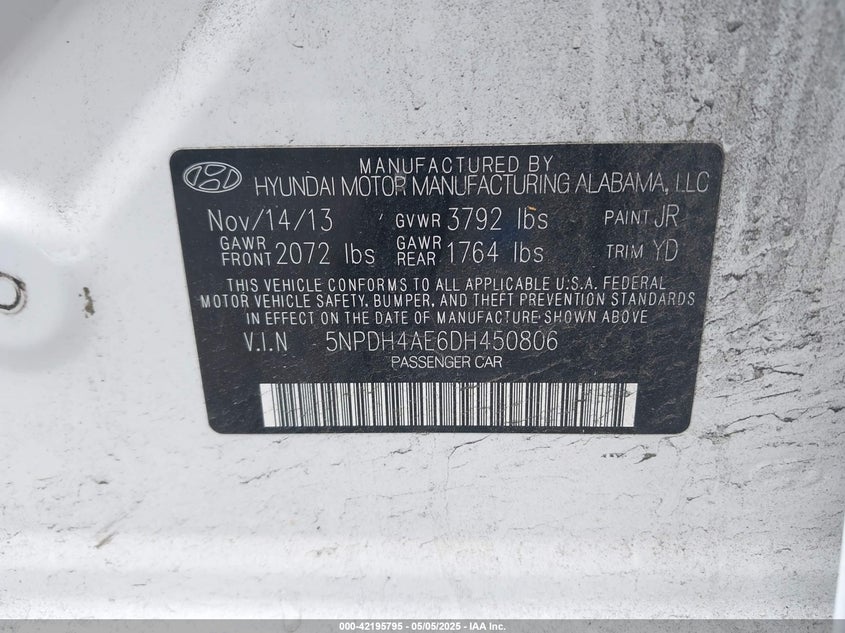 MANUFACTURED BY
HYUNDAI MOTOR MANUFACTURING ALABAMA, LLC
Nov/14/13 GVWR 3792 lbs PAINT JR
GAWR FRONT 2072 lbs GAWR REAR 1764 lbs TRIM YD
THIS VEHICLE CONFORMS TO ALL APPLICABLE U.S.A. FEDERAL
MOTOR VEHICLE SAFETY, BUMPER, AND THEFT PREVENTION STANDARDS
IN EFFECT ON THE DATE OF MANUFACTURE SHOWN ABOVE
V.I.N 5NPDH4AE6DH450806
PASSENGER CAR
000-42195795 - 05/05/2025 - IAA Inc.